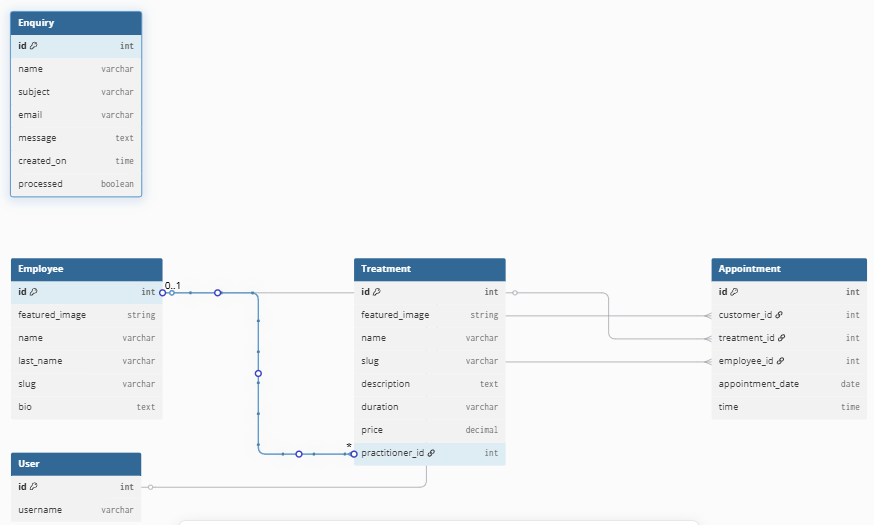 Enquiry
id int
name varchar
subject varchar
email varchar
message text
created_on time
processed boolean
Employee
id int
featured_image string
name varchar
last_name varchar
slug varchar
bio text
0..1
*
Treatment
id int
featured_image string
name varchar
slug varchar
description text
duration varchar
price decimal
practitioner_id int
Appointment
id int
customer_id int
treatment_id int
employee_id int
appointment_date date
time time
User
id int
username varchar